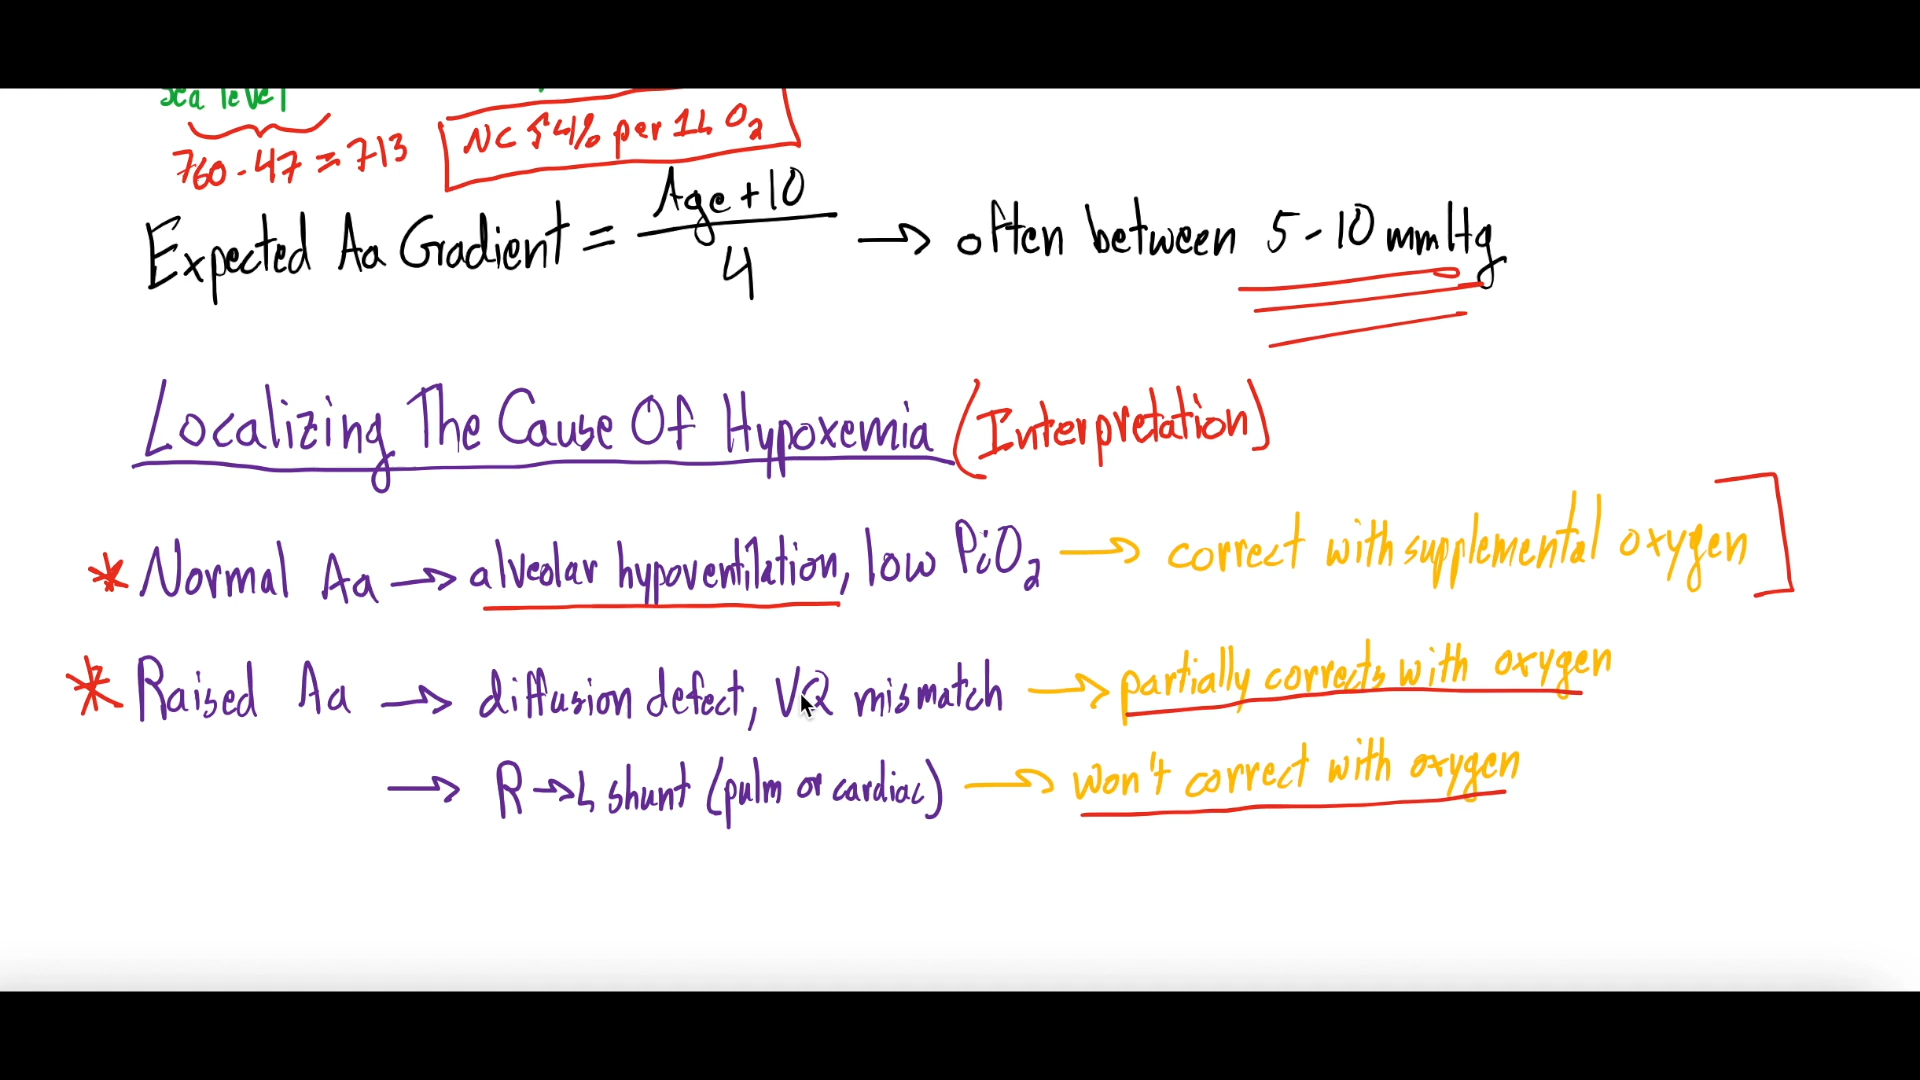 sea level
760 - 47 = 713
NC ↑ 4% per 1L O₂
Expected Aa Gradient = Age + 10 / 4 → often between 5 - 10 mmHg
Localizing The Cause Of Hypoxemia (Interpretation)
* Normal Aa → alveolar hypoventilation, low PiO₂ → correct with supplemental oxygen
* Raised Aa → diffusion defect, VQ mismatch → partially corrects with oxygen
→ R → L shunt (pulm or cardiac) → won't correct with oxygen